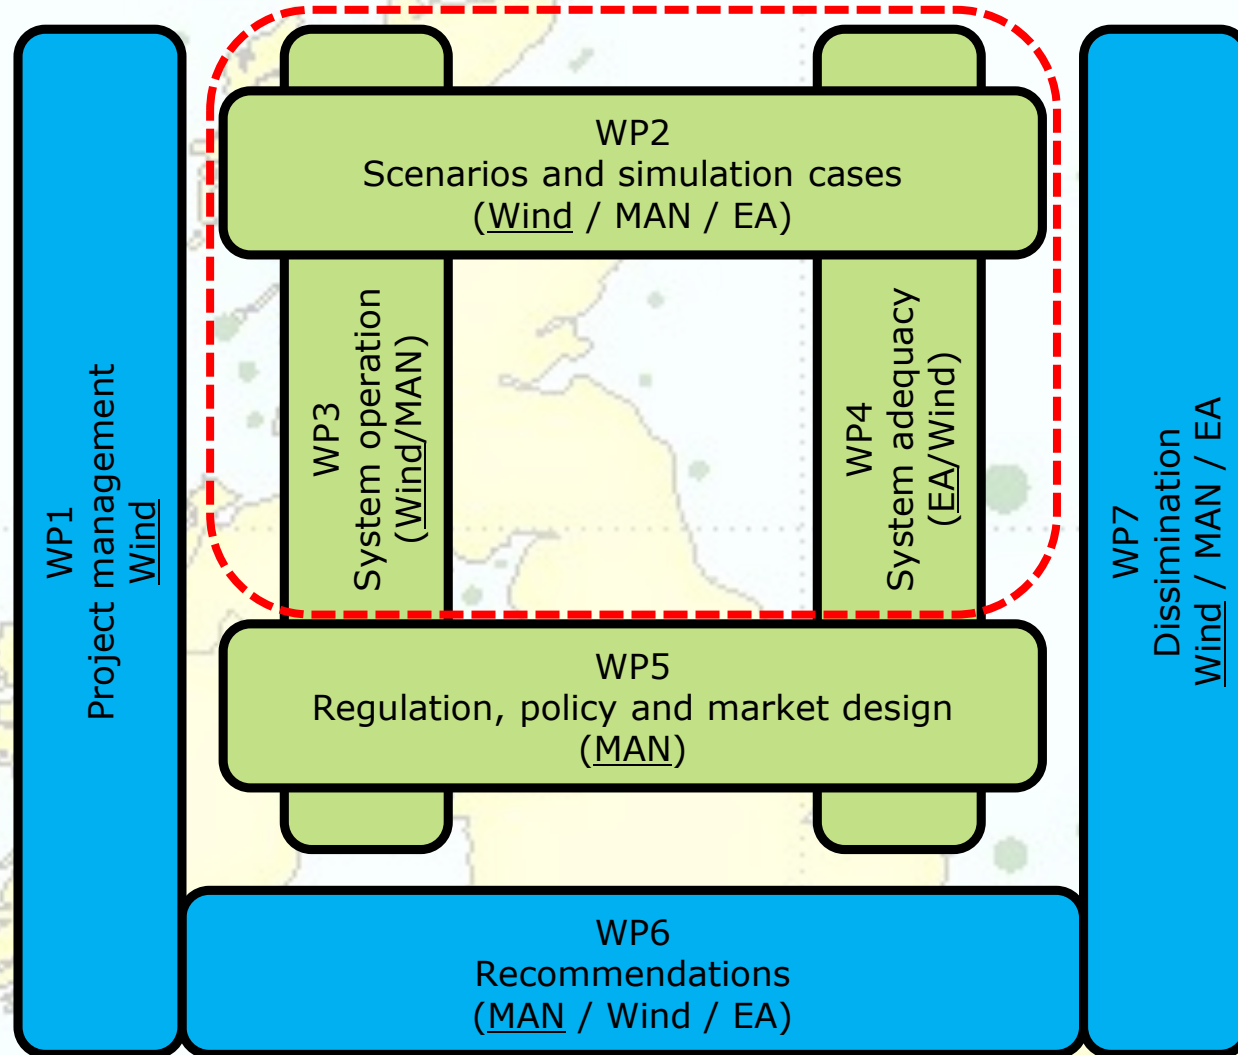 WP1
Project management
Wind
WP2
Scenarios and simulation cases
(Wind / MAN / EA)
WP3
System operation
(Wind/MAN)
WP4
System adequacy
(EA/Wind)
WP5
Regulation, policy and market design
(MAN)
WP6
Recommendations
(MAN / Wind / EA)
WP7
Dissimination
Wind / MAN / EA